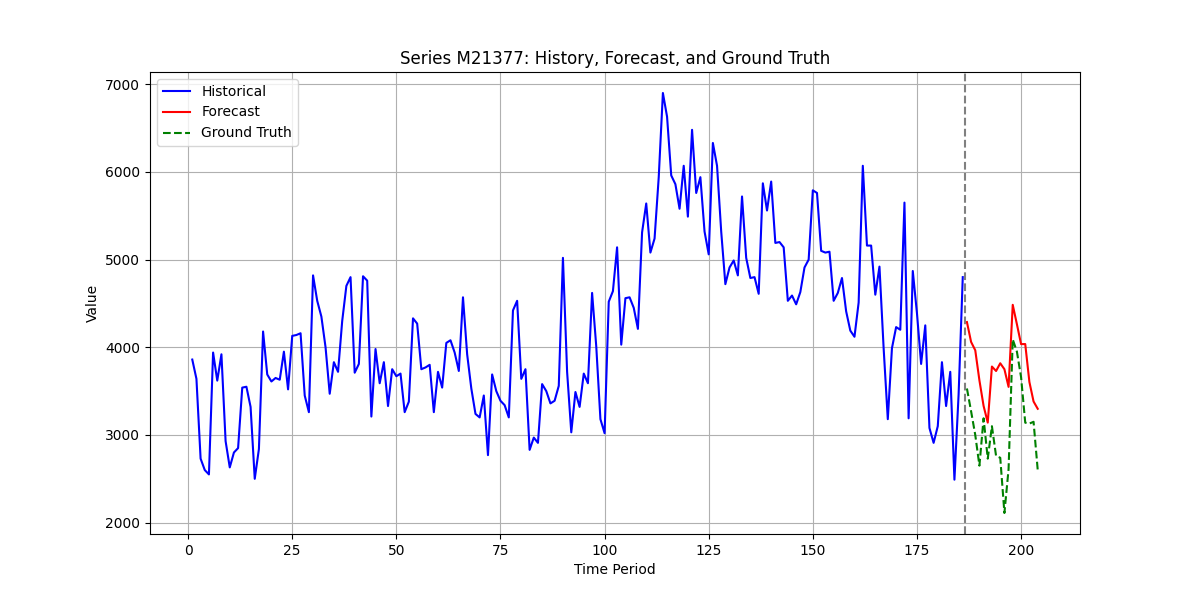 Series M21377: History, Forecast, and Ground Truth
Historical
Forecast
Ground Truth
Value
7000
6000
5000
4000
3000
2000
0
25
50
75
100
125
150
175
200
Time Period